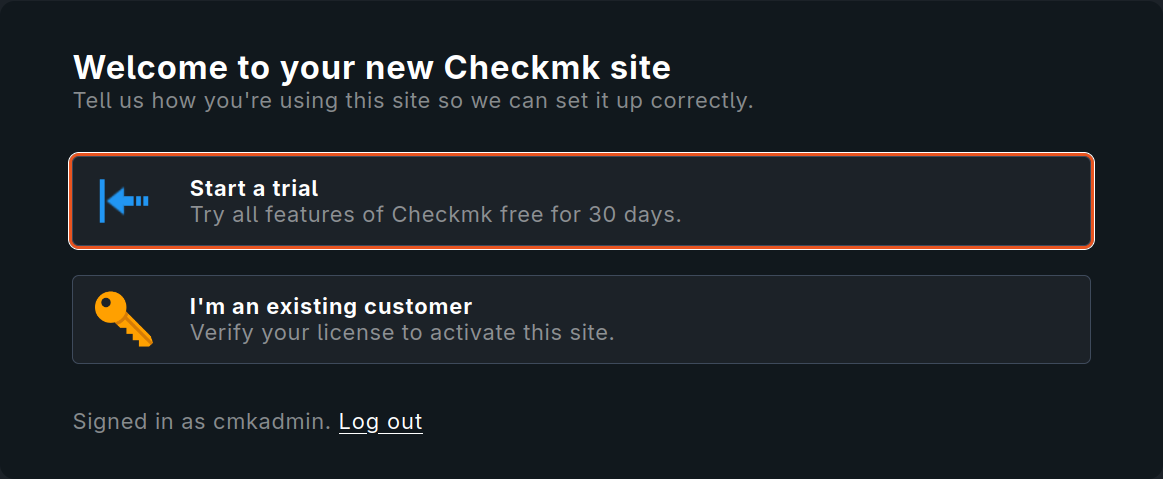 Welcome to your new Checkmk site
Tell us how you're using this site so we can set it up correctly.
Start a trial
Try all features of Checkmk free for 30 days.
I'm an existing customer
Verify your license to activate this site.
Signed in as cmkadmin. Log out